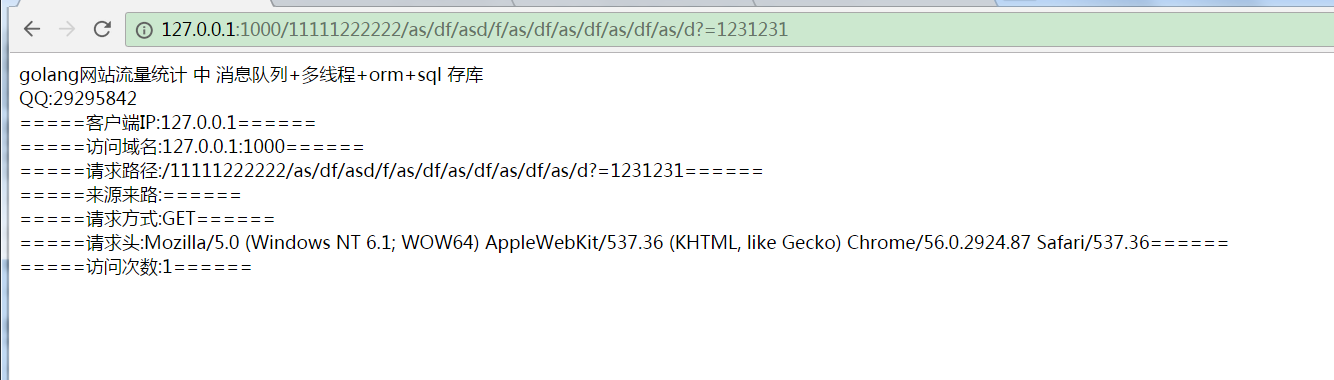 127.0.0.1:1000/11111222222/as/df/asd/f/as/df/as/df/as/df/as/d?=1231231
golang网站流量统计 中 消息队列+多线程+orm+sql 存库
QQ:29295842
=====客户端IP:127.0.0.1======
=====访问域名:127.0.0.1:1000======
=====请求路径:/11111222222/as/df/asd/f/as/df/as/df/as/df/as/d?=1231231======
=====来源来路:======
=====请求方式:GET======
=====请求头:Mozilla/5.0 (Windows NT 6.1; WOW64) AppleWebKit/537.36 (KHTML, like Gecko) Chrome/56.0.2924.87 Safari/537.36======
=====访问次数:1======